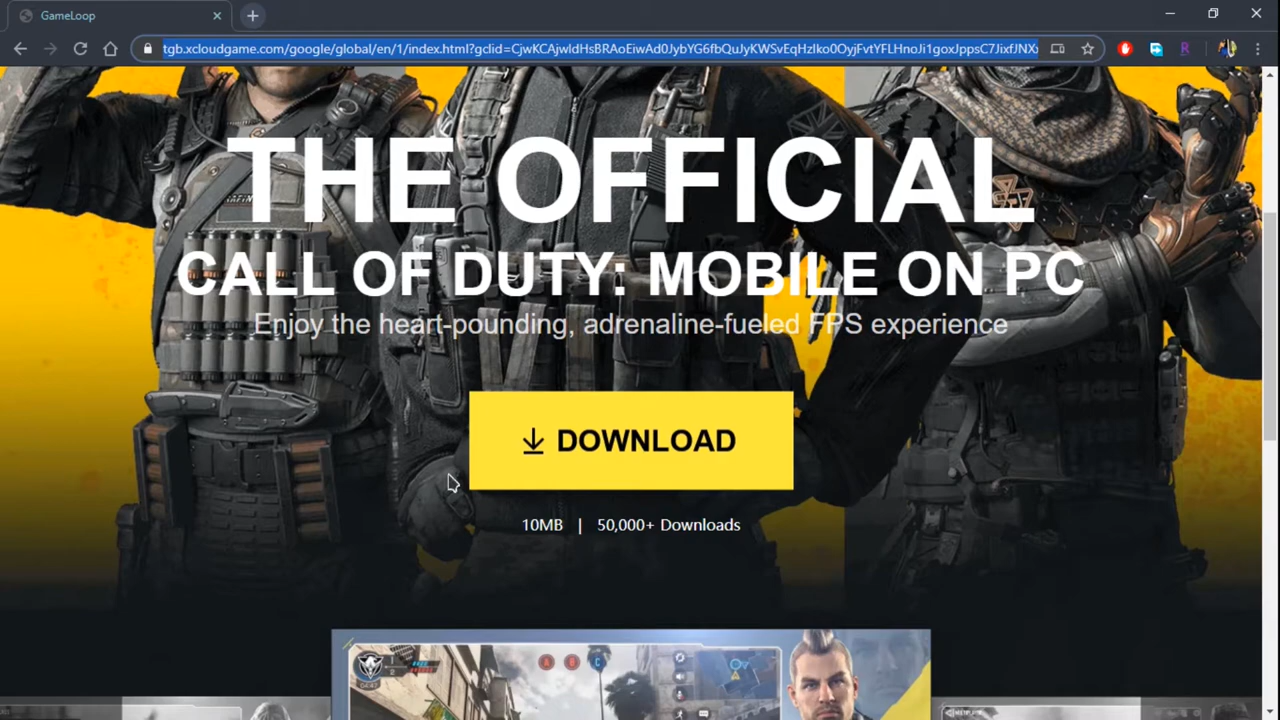 GameLoop
tgb.xcloudgame.com/google/global/en/1/index.html?gclid=CjwKCAjwldHsBRAoEiwAd0JybYG6fbQuJyKWSvEqHzIko0OyjFvtYFLHnoJi1goxJppsC7JixfJNX
THE OFFICIAL
CALL OF DUTY: MOBILE ON PC
Enjoy the heart-pounding, adrenaline-fueled FPS experience
DOWNLOAD
10MB | 50,000+ Downloads
A B C